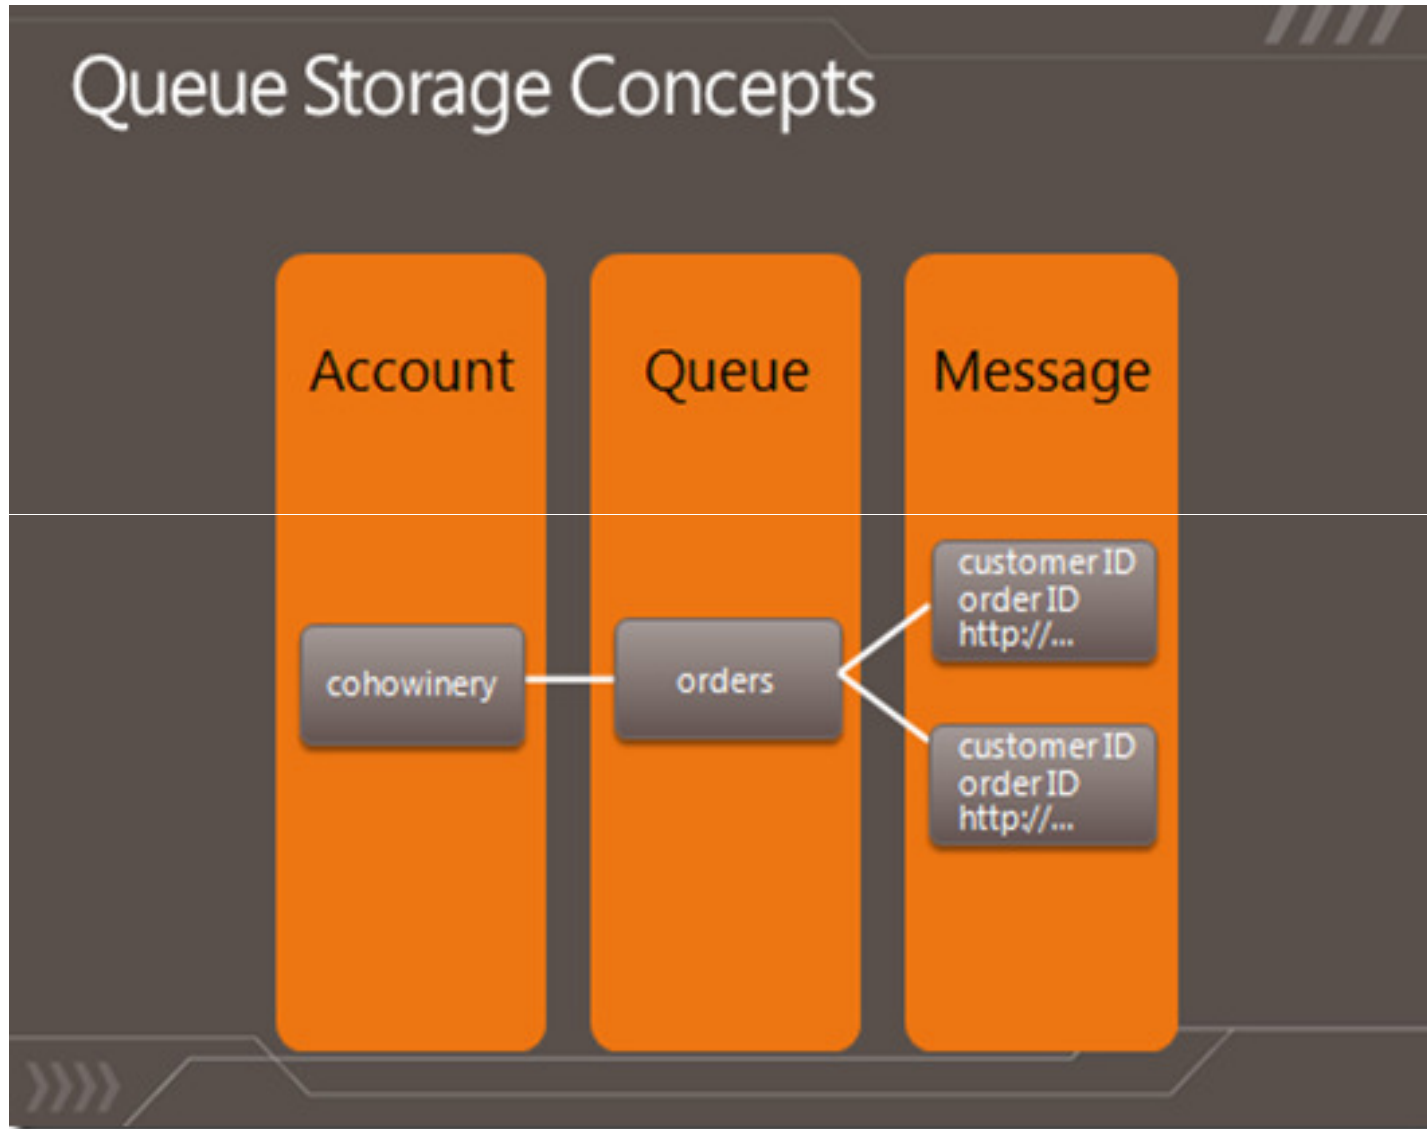 Queue Storage Concepts
Account
Queue
Message
cohowinery
orders
customer ID
order ID
http://...
customer ID
order ID
http://...